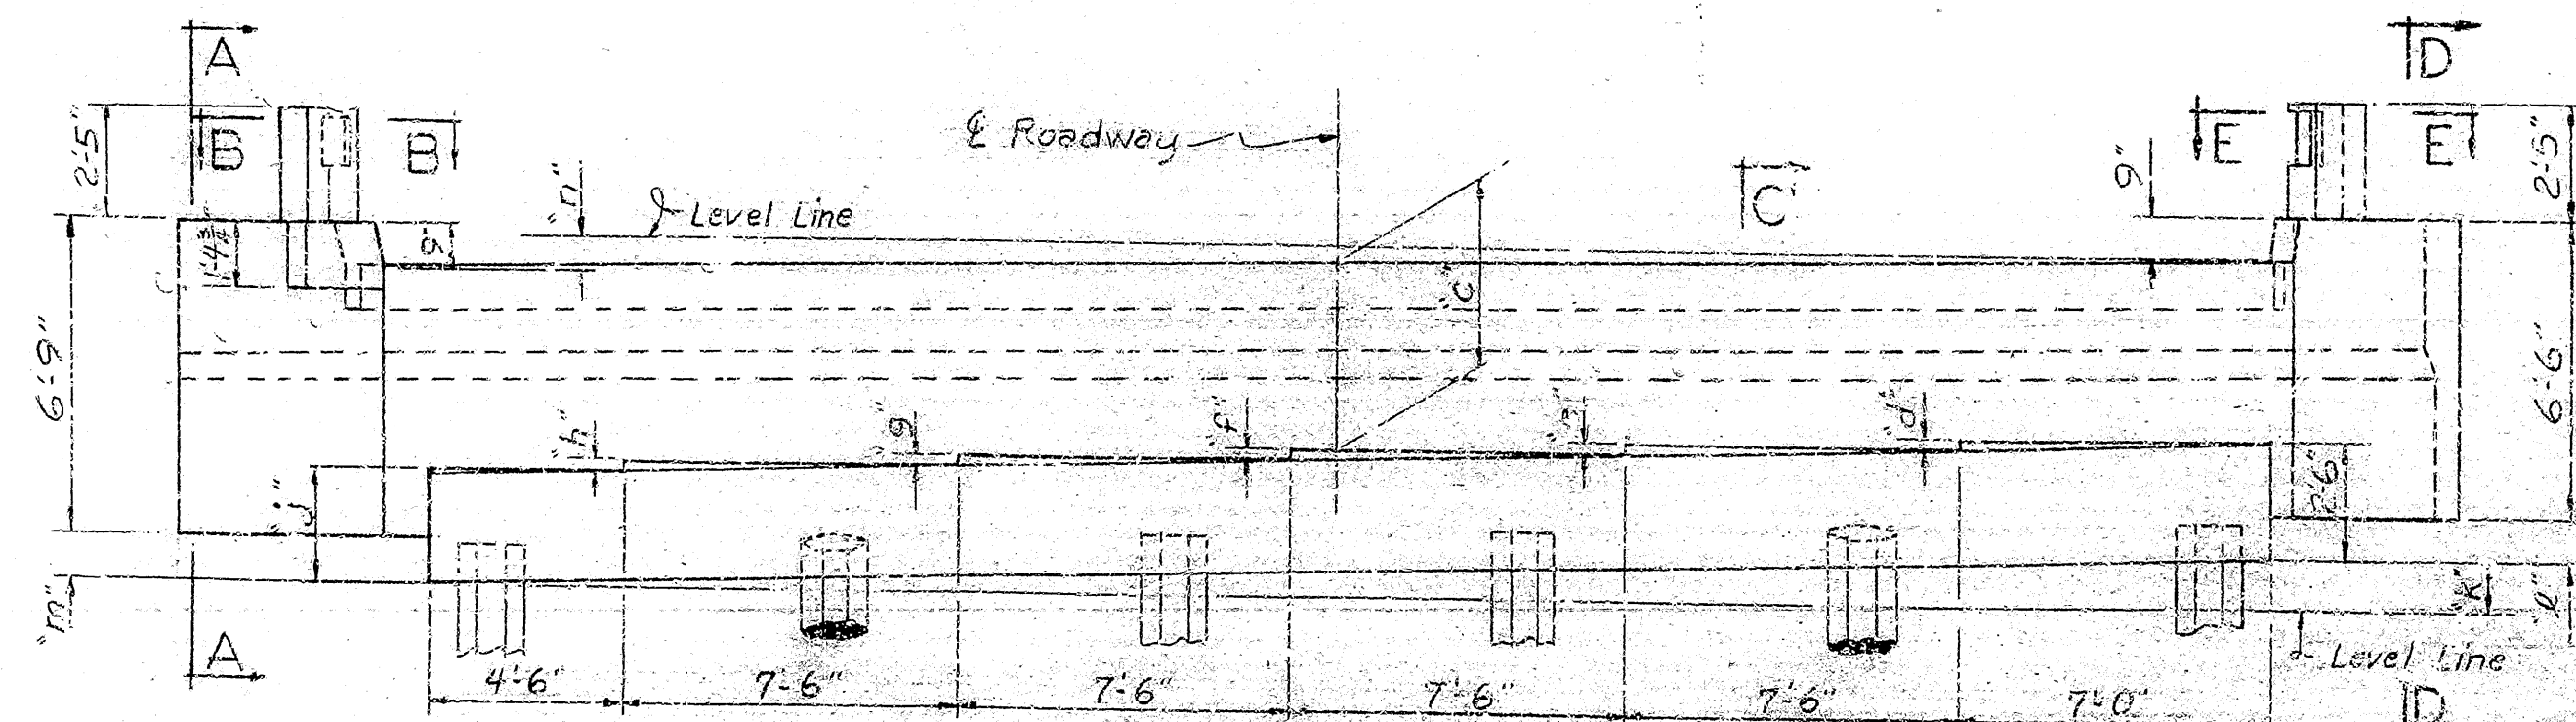 A
D
2'-5"
B
B
℄ Roadway
E
E
2'-5"
"n"
Level Line
C
9"
1'-4¾"
9"
"c"
6'-9"
6'-6"
"h"
"g"
"f"
"e"
"d"
"j"
2'-6"
"m"
"k"
"l"
A
Level Line
4'-6"
7'-6"
7'-6"
7'-6"
7'-6"
7'-0"
D